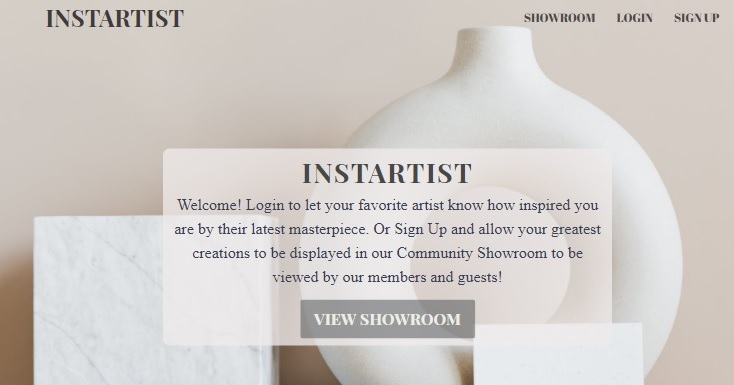 INSTARTIST
SHOWROOM LOGIN SIGN UP
INSTARTIST
Welcome! Login to let your favorite artist know how inspired you
are by their latest masterpiece. Or Sign Up and allow your greatest
creations to be displayed in our Community Showroom to be
viewed by our members and guests!
VIEW SHOWROOM